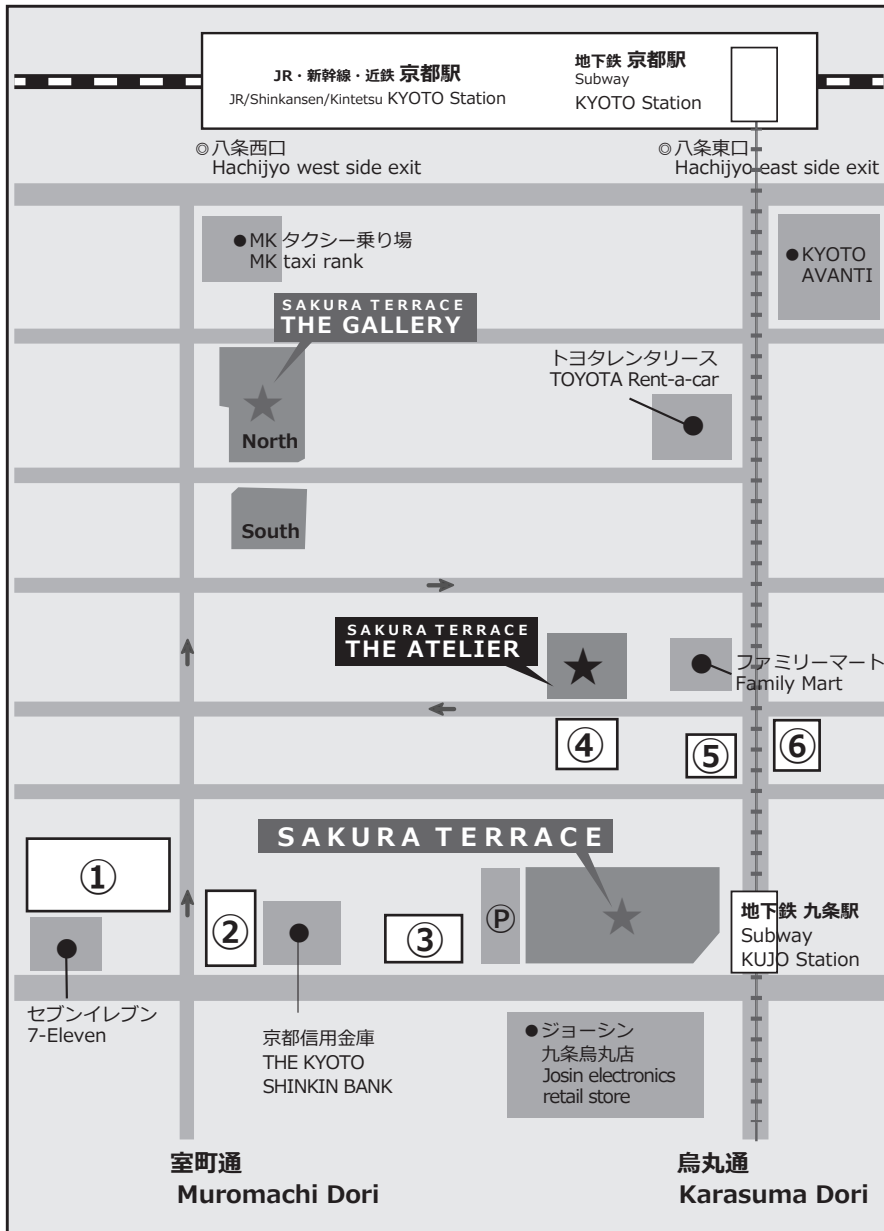 JR・新幹線・近鉄 京都駅
JR/Shinkansen/Kintetsu KYOTO Station
地下鉄 京都駅
Subway
KYOTO Station
◎八条西口
Hachijyo west side exit
◎八条東口
Hachijyo east side exit
●MK タクシー乗り場
MK taxi rank
●KYOTO
AVANTI
SAKURA TERRACE
THE GALLERY
トヨタレンタリース
TOYOTA Rent-a-car
North
South
SAKURA TERRACE
THE ATELIER
ファミリーマート
Family Mart
④
⑤
⑥
SAKURA TERRACE
①
②
③
Ⓟ
地下鉄 九条駅
Subway
KUJO Station
セブンイレブン
7-Eleven
京都信用金庫
THE KYOTO
SHINKIN BANK
●ジョーシン
九条烏丸店
Josin electronics
retail store
室町通
Muromachi Dori
烏丸通
Karasuma Dori